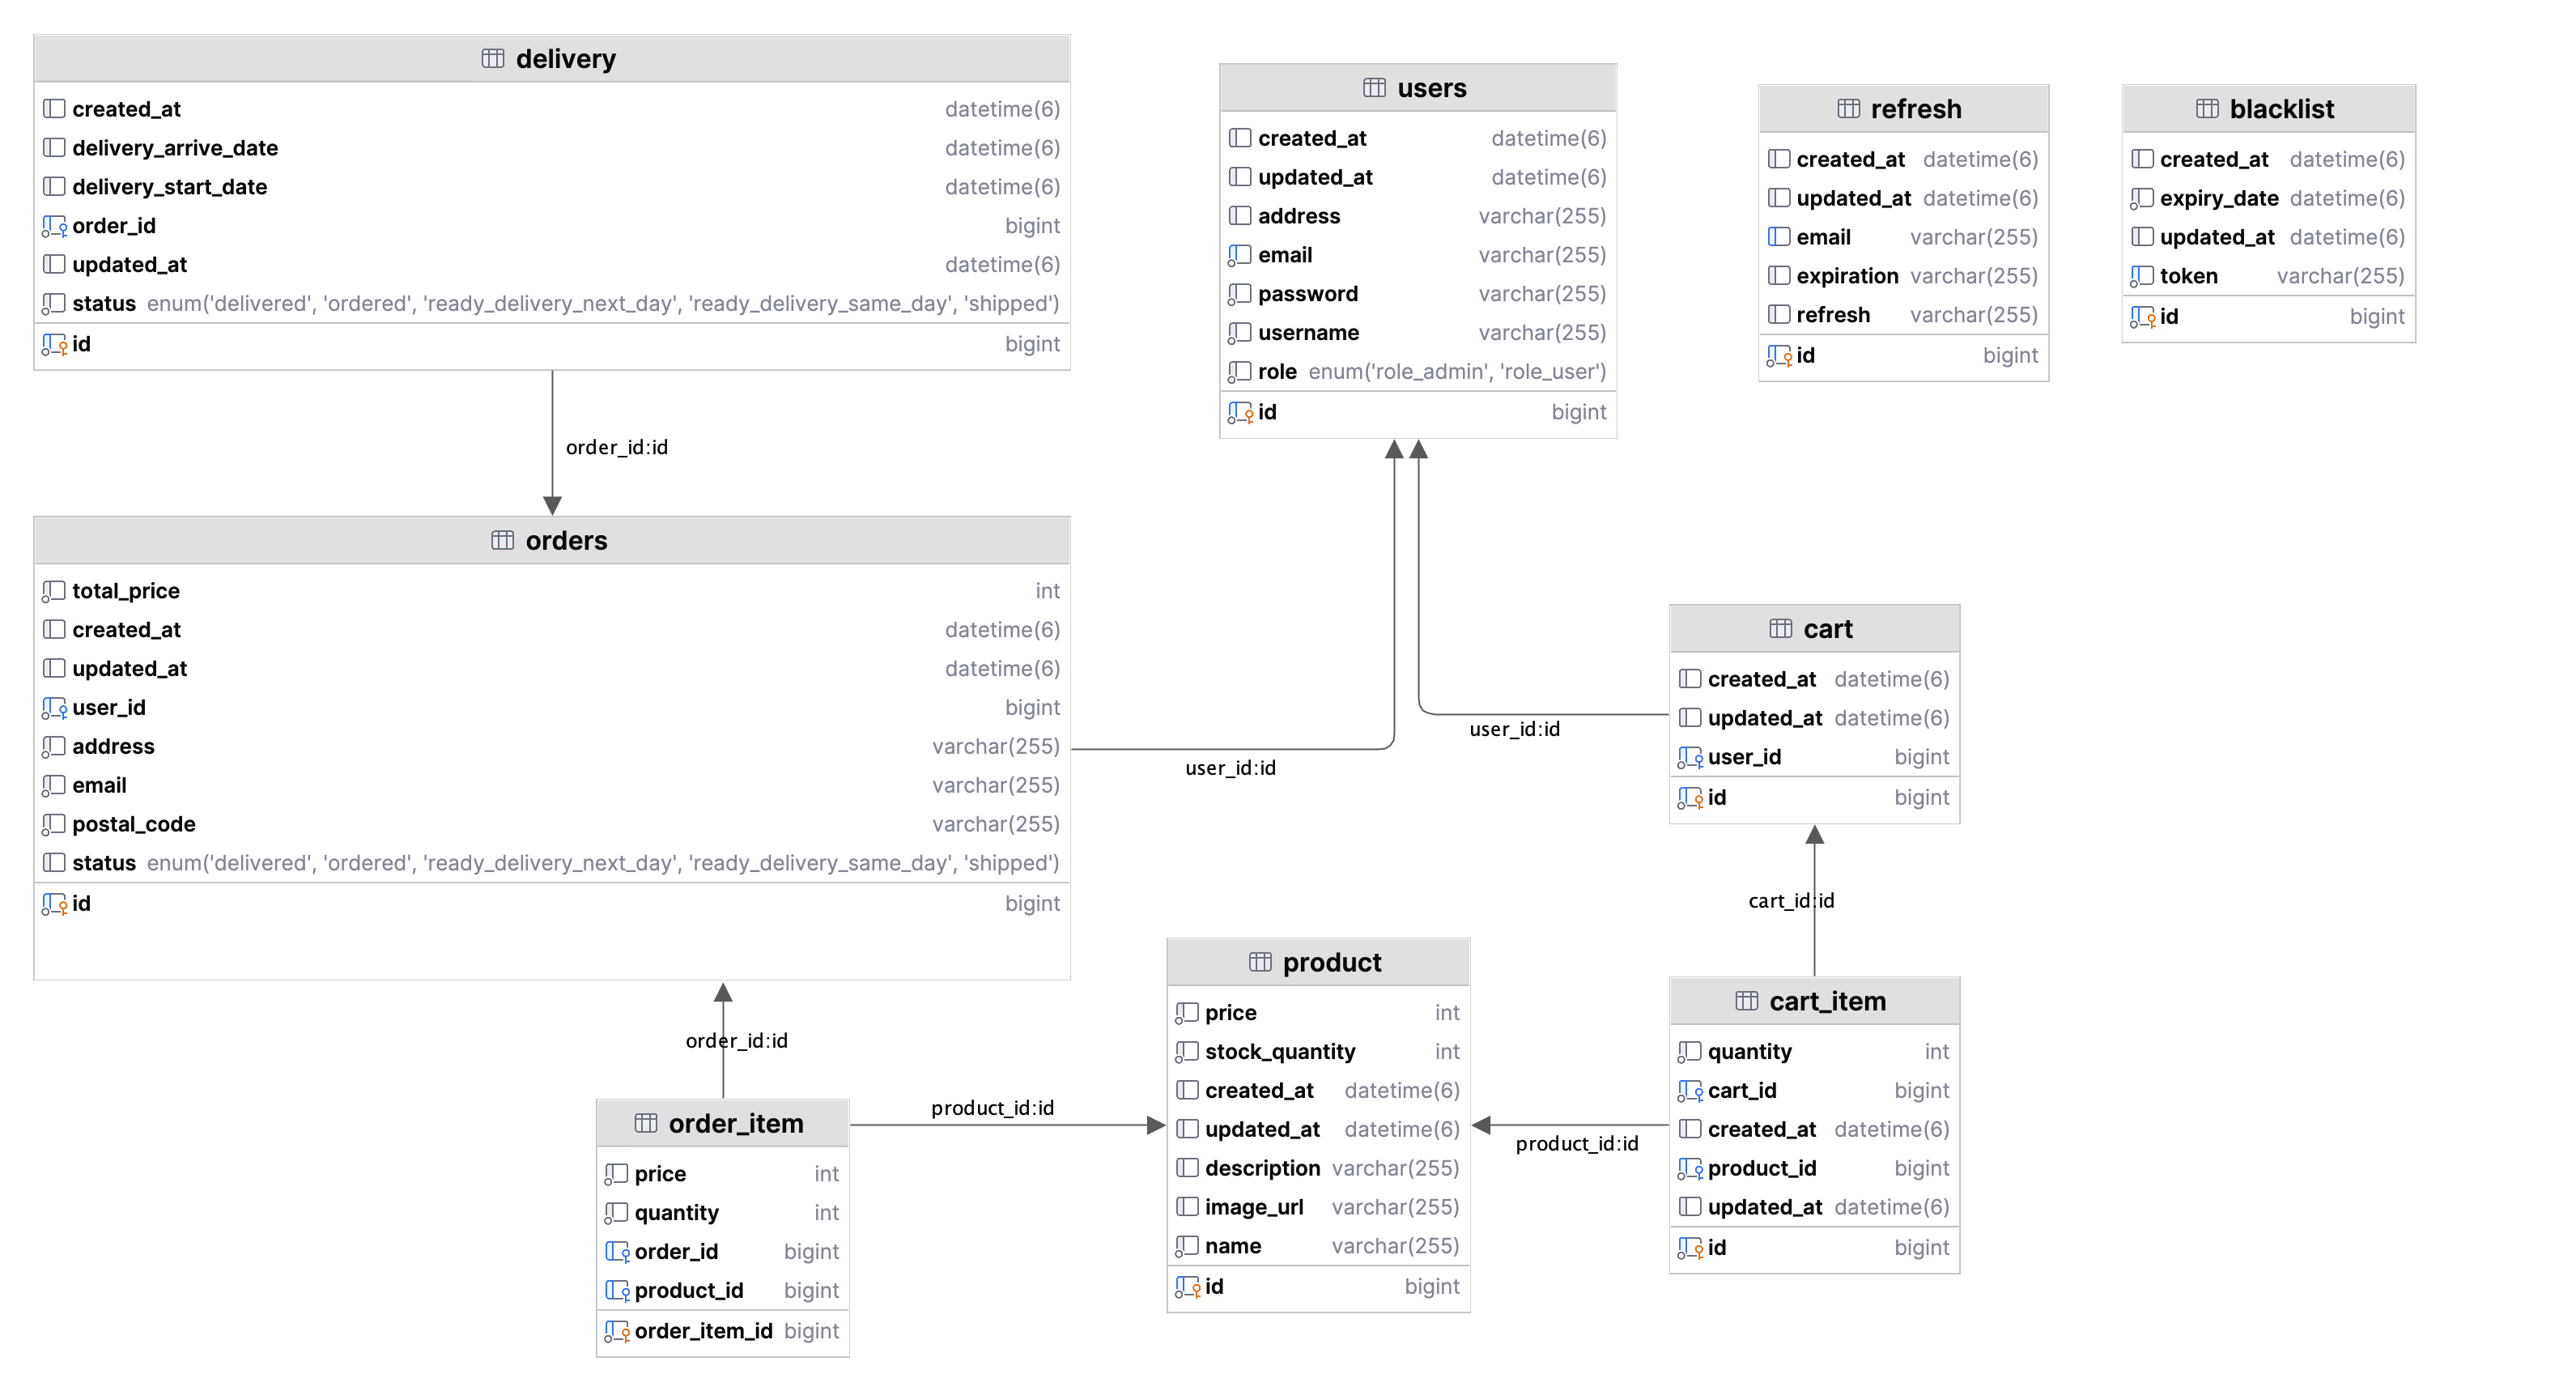 delivery
created_at datetime(6)
delivery_arrive_date datetime(6)
delivery_start_date datetime(6)
order_id bigint
updated_at datetime(6)
status enum('delivered', 'ordered', 'ready_delivery_next_day', 'ready_delivery_same_day', 'shipped')
id bigint
order_id:id
orders
total_price int
created_at datetime(6)
updated_at datetime(6)
user_id bigint
address varchar(255)
email varchar(255)
postal_code varchar(255)
status enum('delivered', 'ordered', 'ready_delivery_next_day', 'ready_delivery_same_day', 'shipped')
id bigint
order_id:id
order_item
price int
quantity int
order_id bigint
product_id bigint
order_item_id bigint
product_id:id
users
created_at datetime(6)
updated_at datetime(6)
address varchar(255)
email varchar(255)
password varchar(255)
username varchar(255)
role enum('role_admin', 'role_user')
id bigint
user_id:id
user_id:id
product
price int
stock_quantity int
created_at datetime(6)
updated_at datetime(6)
description varchar(255)
image_url varchar(255)
name varchar(255)
id bigint
product_id:id
refresh
created_at datetime(6)
updated_at datetime(6)
email varchar(255)
expiration varchar(255)
refresh varchar(255)
id bigint
blacklist
created_at datetime(6)
expiry_date datetime(6)
updated_at datetime(6)
token varchar(255)
id bigint
cart
created_at datetime(6)
updated_at datetime(6)
user_id bigint
id bigint
cart_id:id
cart_item
quantity int
cart_id bigint
created_at datetime(6)
product_id bigint
updated_at datetime(6)
id bigint